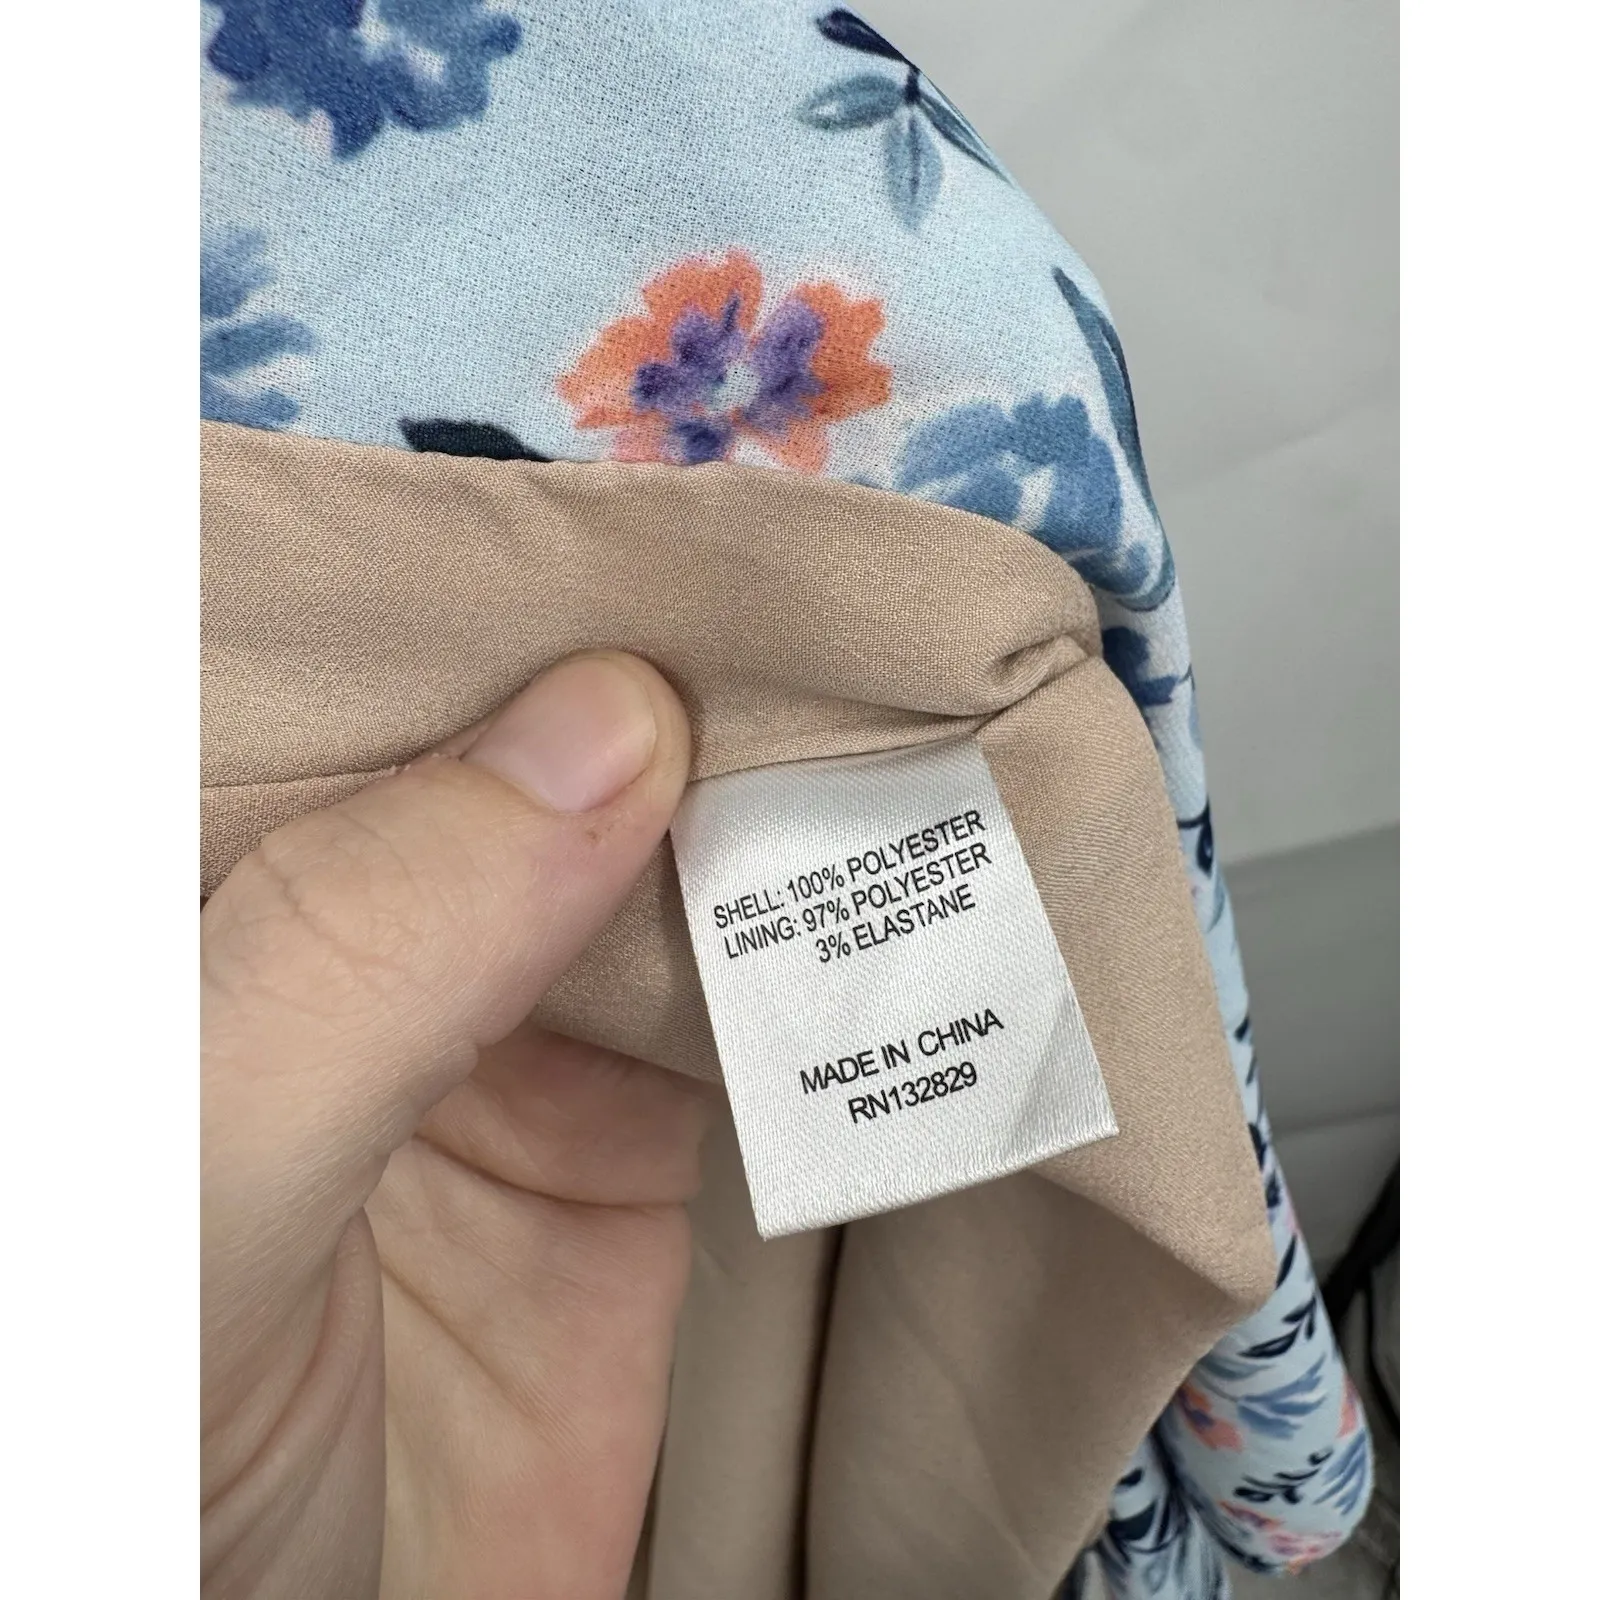 SHELL: 100% POLYESTER
LINING: 97% POLYESTER
3% ELASTANE
MADE IN CHINA
RN132829